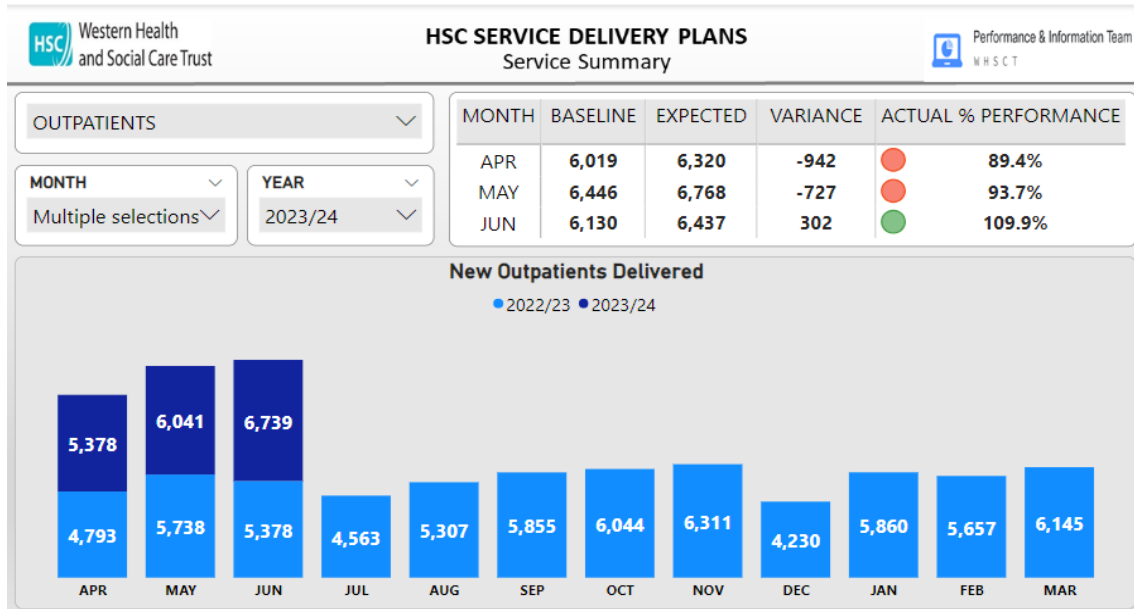 HSC
Western Health
and Social Care Trust
HSC SERVICE DELIVERY PLANS
Service Summary
Performance & Information Team
WHSCT
OUTPATIENTS
MONTH
Multiple selections
YEAR
2023/24
MONTH BASELINE EXPECTED VARIANCE ACTUAL % PERFORMANCE
APR 6,019 6,320 -942 89.4%
MAY 6,446 6,768 -727 93.7%
JUN 6,130 6,437 302 109.9%
New Outpatients Delivered
2022/23 2023/24
5,378 6,041 6,739
4,793 5,738 5,378 4,563 5,307 5,855 6,044 6,311 4,230 5,860 5,657 6,145
APR MAY JUN JUL AUG SEP OCT NOV DEC JAN FEB MAR